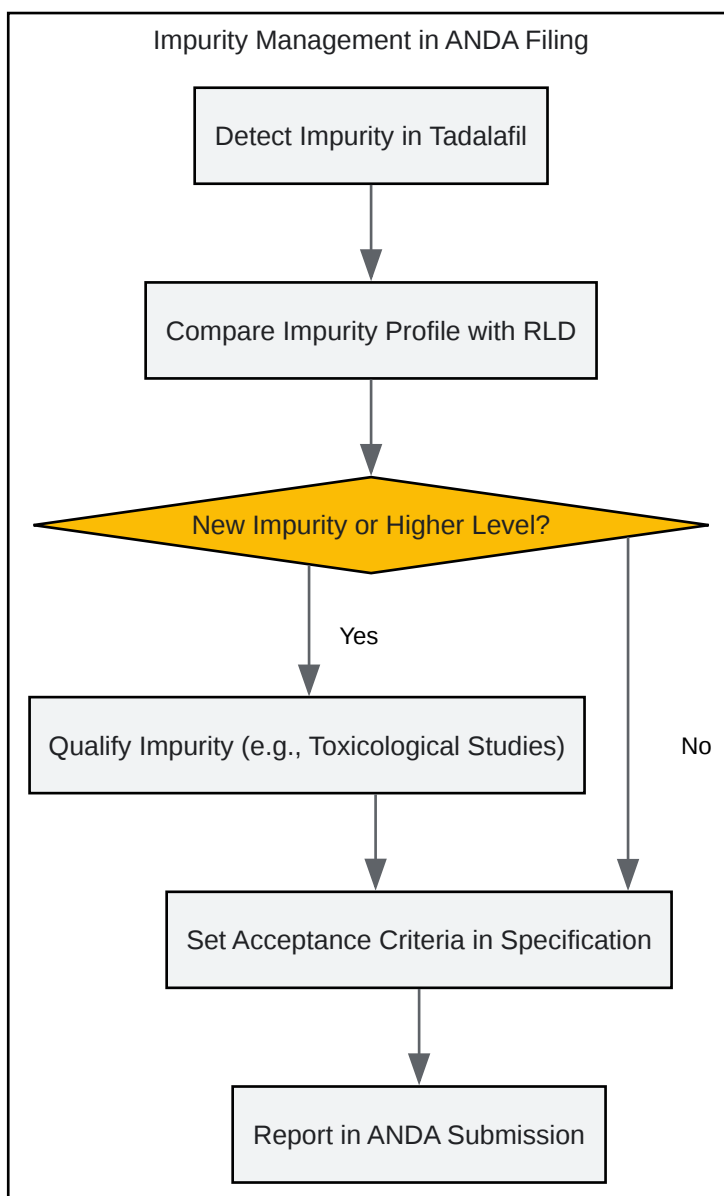 Impurity Management in ANDA Filing
Detect Impurity in Tadalafil
Compare Impurity Profile with RLD
New Impurity or Higher Level?
Yes
Qualify Impurity (e.g., Toxicological Studies)
No
Set Acceptance Criteria in Specification
Report in ANDA Submission